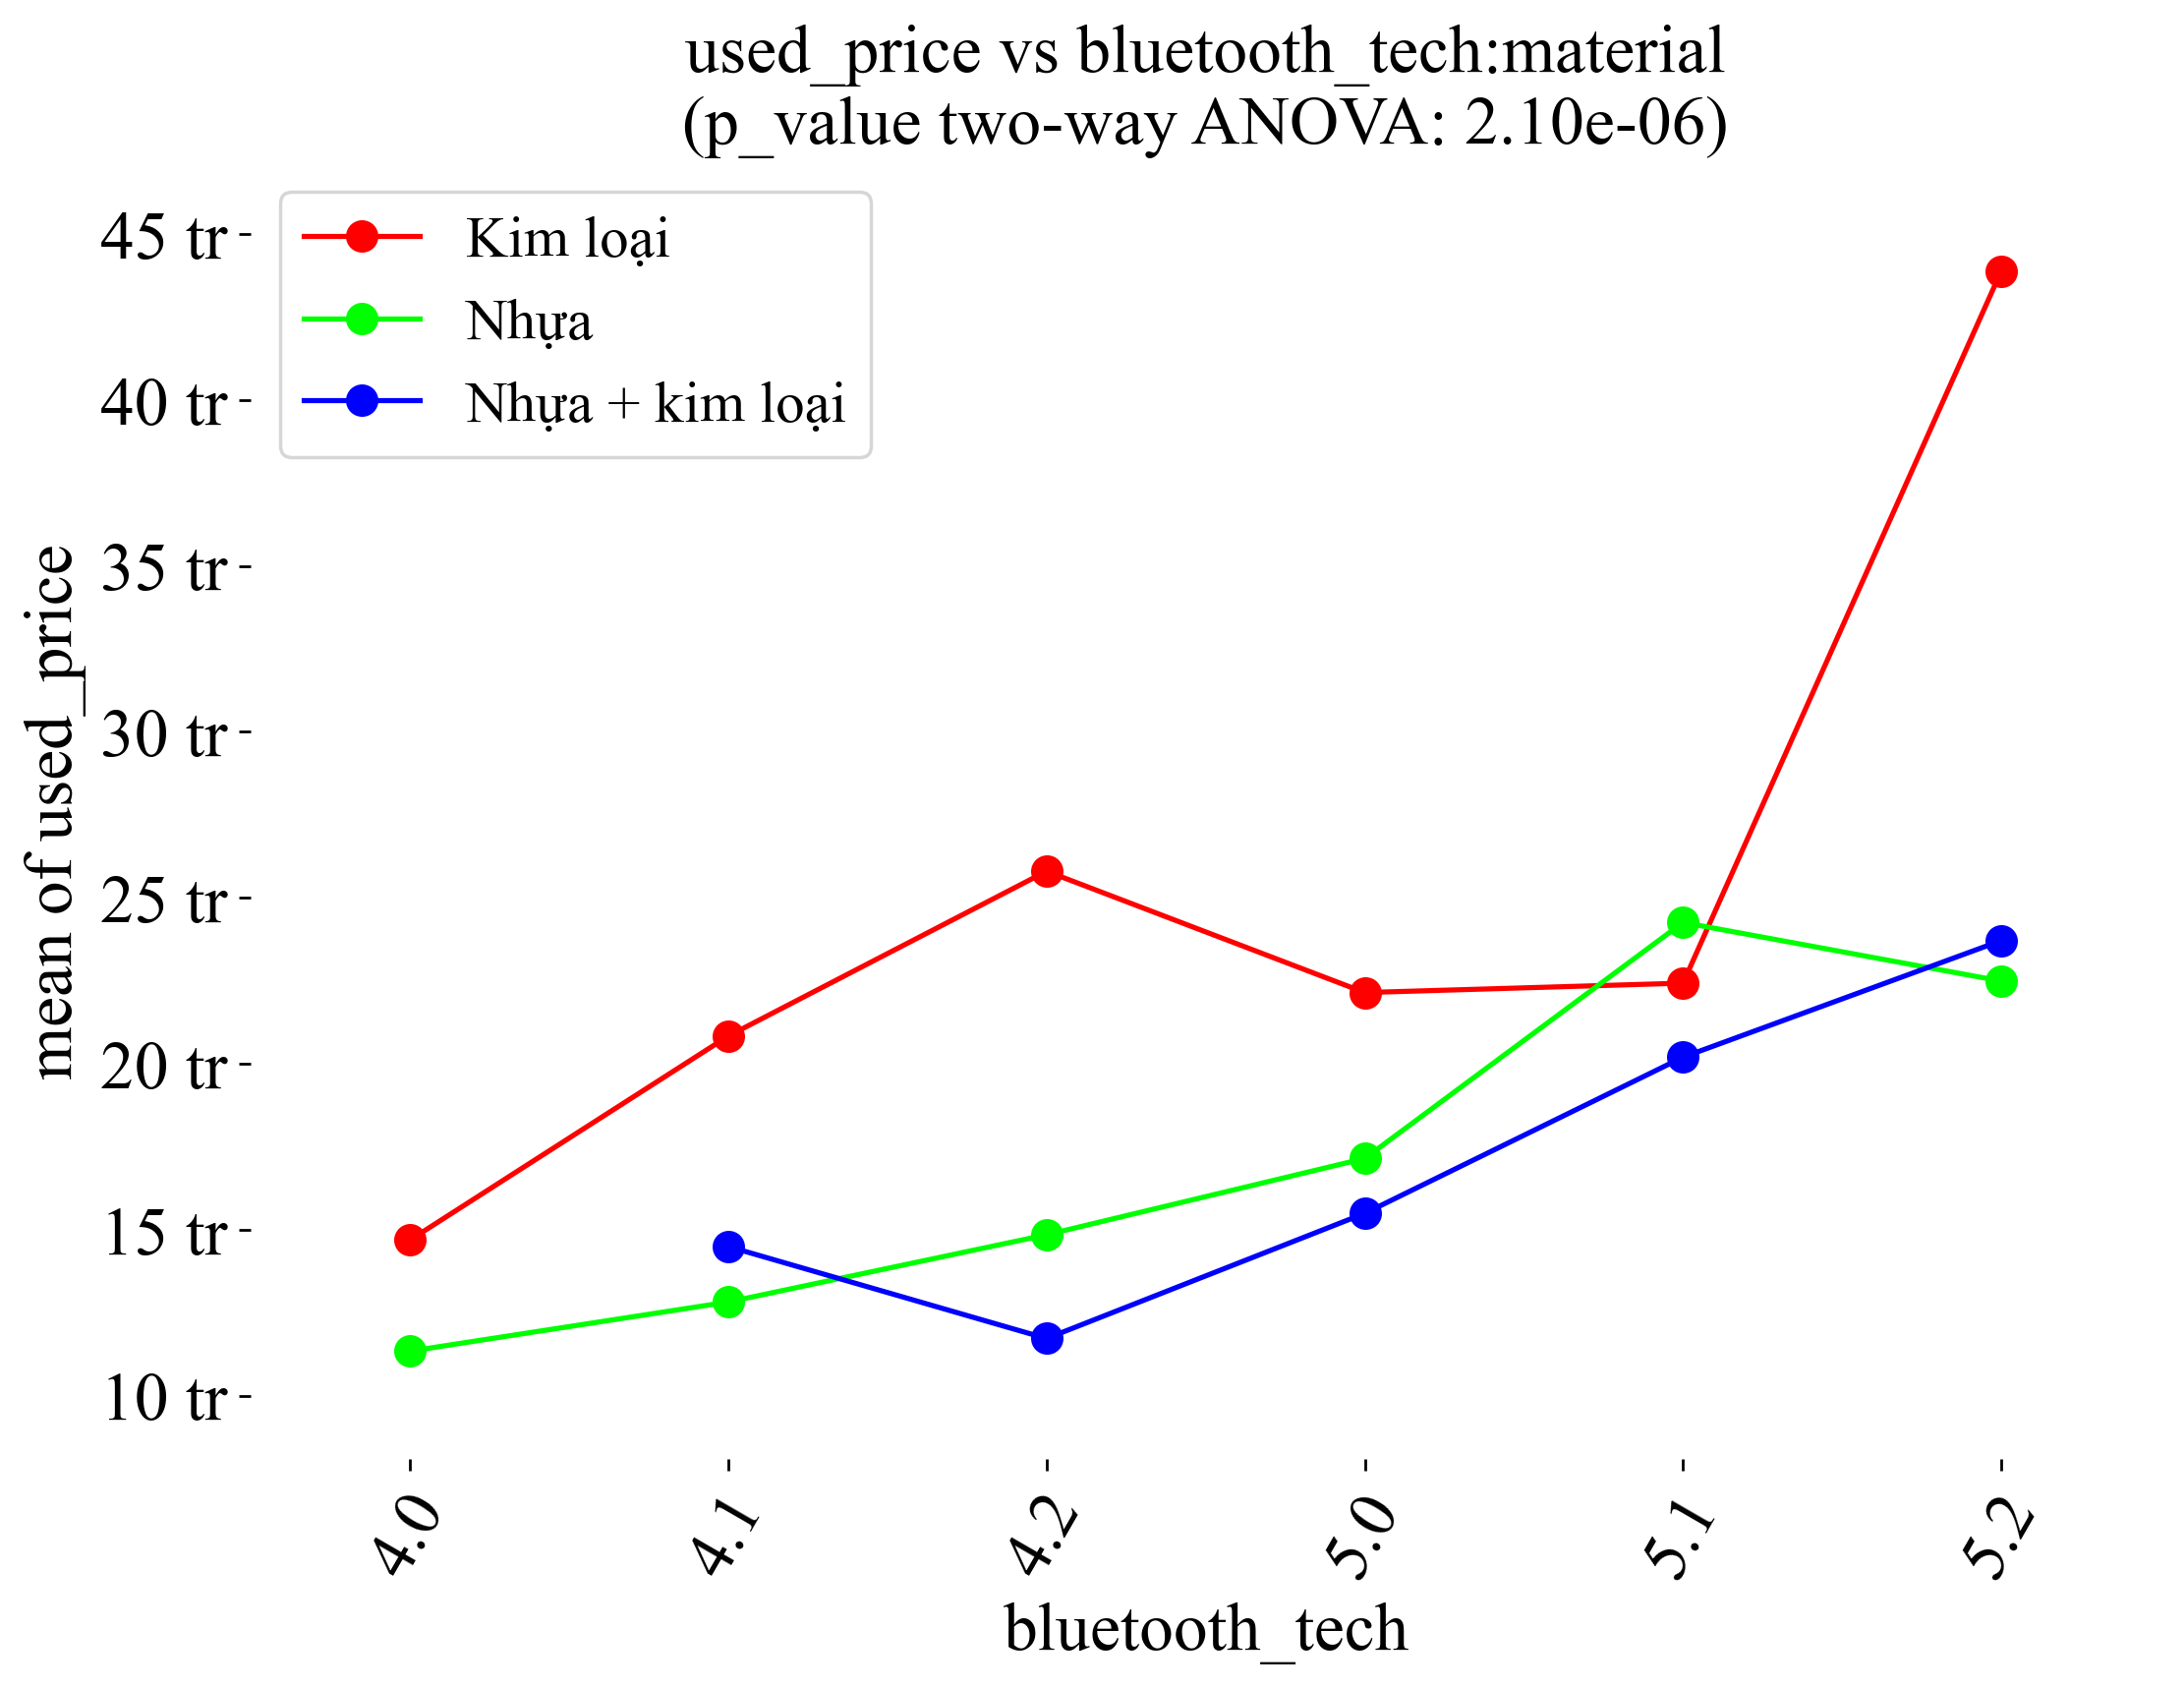 used_price vs bluetooth_tech:material
(p_value two-way ANOVA: 2.10e-06)
Kim loại
Nhựa
Nhựa + kim loại
mean of used_price
45 tr
40 tr
35 tr
30 tr
25 tr
20 tr
15 tr
10 tr
4.0
4.1
4.2
5.0
5.1
5.2
bluetooth_tech